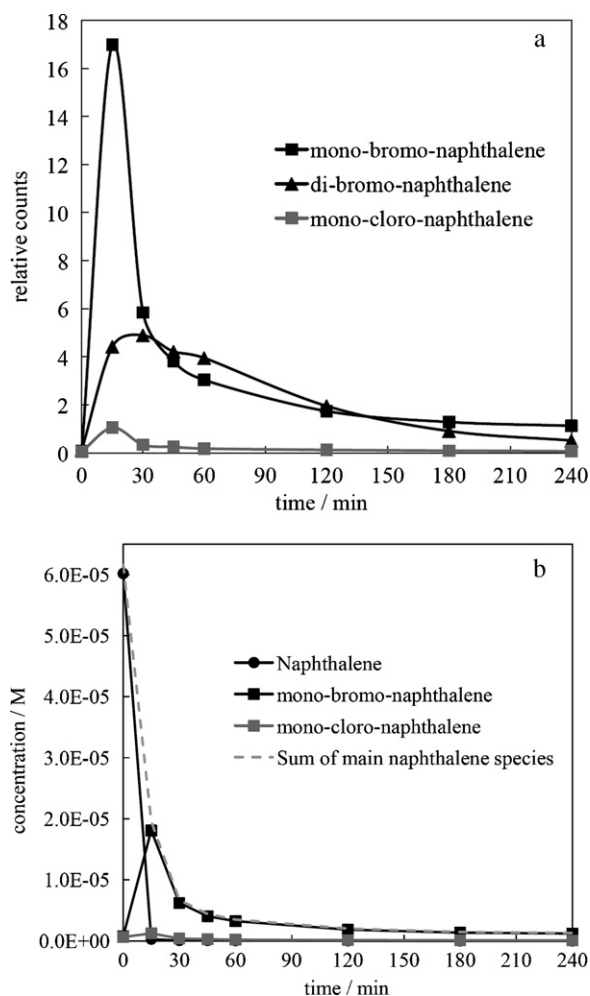 a
18
16
14
12
10
8
6
4
2
0
relative counts
mono-bromo-naphthalene
di-bromo-naphthalene
mono-cloro-naphthalene
0 30 60 90 120 150 180 210 240
time / min
b
6.0E-05
5.0E-05
4.0E-05
3.0E-05
2.0E-05
1.0E-05
0.0E+00
concentration / M
Naphthalene
mono-bromo-naphthalene
mono-cloro-naphthalene
Sum of main naphthalene species
0 30 60 90 120 150 180 210 240
time / min